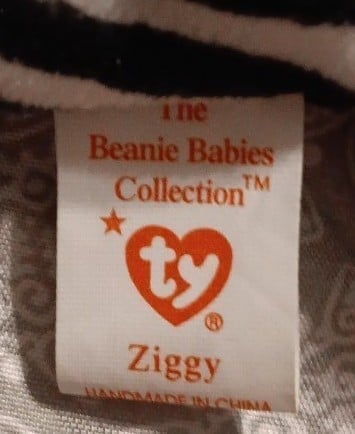 The
Beanie Babies
Collection™
ty®
Ziggy
HANDMADE IN CHINA